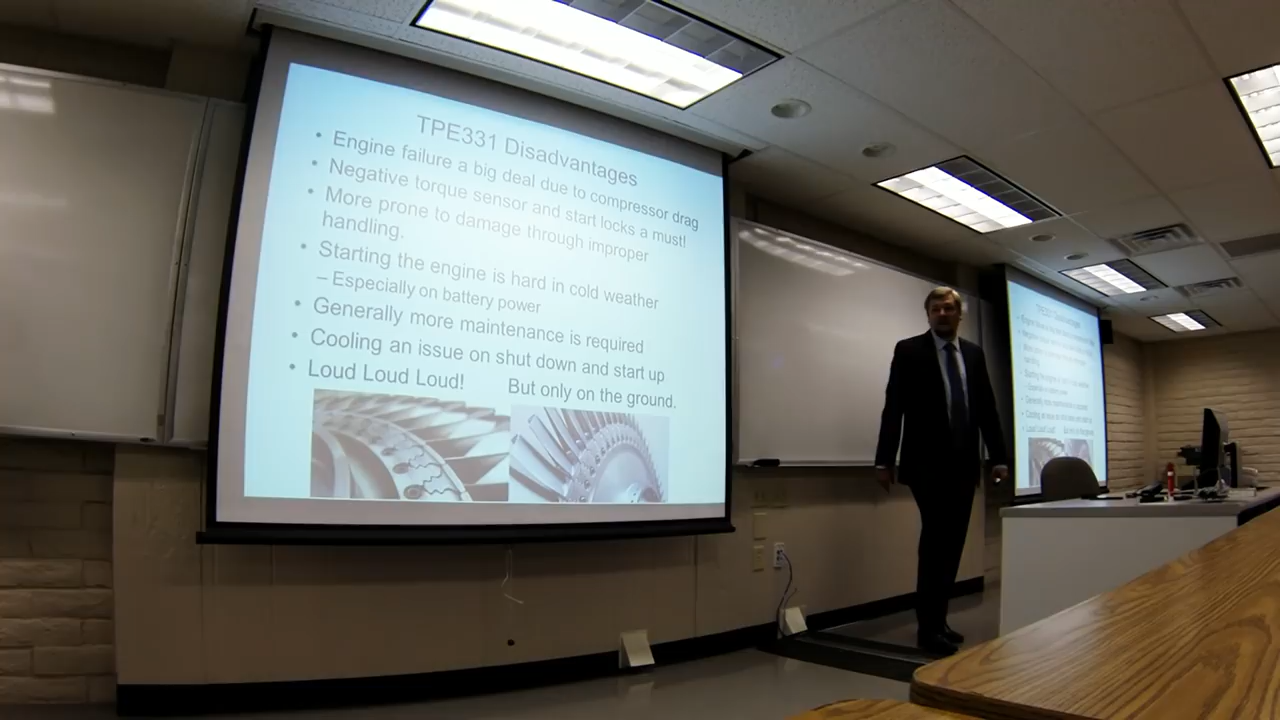 TPE331 Disadvantages
• Engine failure a big deal due to compressor drag
• Negative torque sensor and start locks a must!
• More prone to damage through improper
handling.
• Starting the engine is hard in cold weather
– Especially on battery power
• Generally more maintenance is required
• Cooling an issue on shut down and start up
• Loud Loud Loud! But only on the ground.
TPE331 Disadvantages